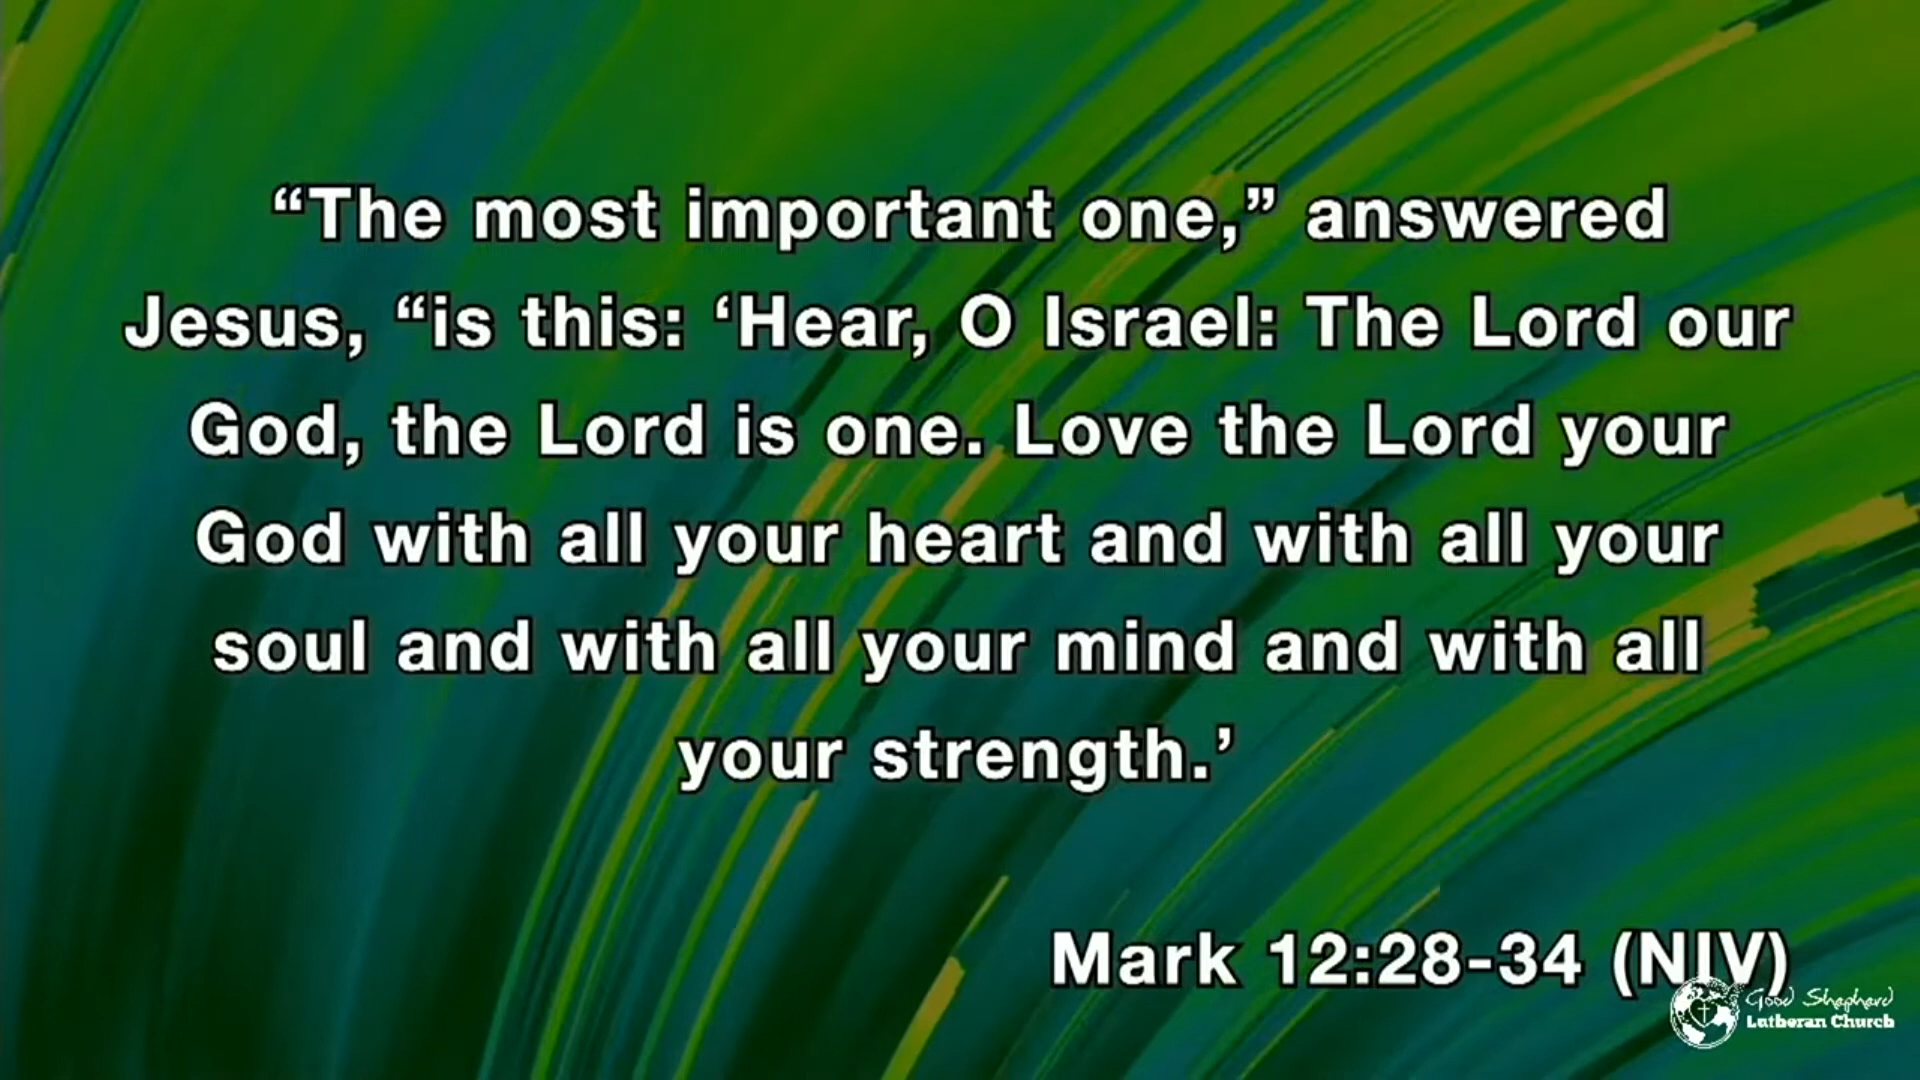 “The most important one,” answered
Jesus, “is this: ‘Hear, O Israel: The Lord our
God, the Lord is one. Love the Lord your
God with all your heart and with all your
soul and with all your mind and with all
your strength.’
Mark 12:28-34 (NIV)
Good Shepherd
Lutheran Church